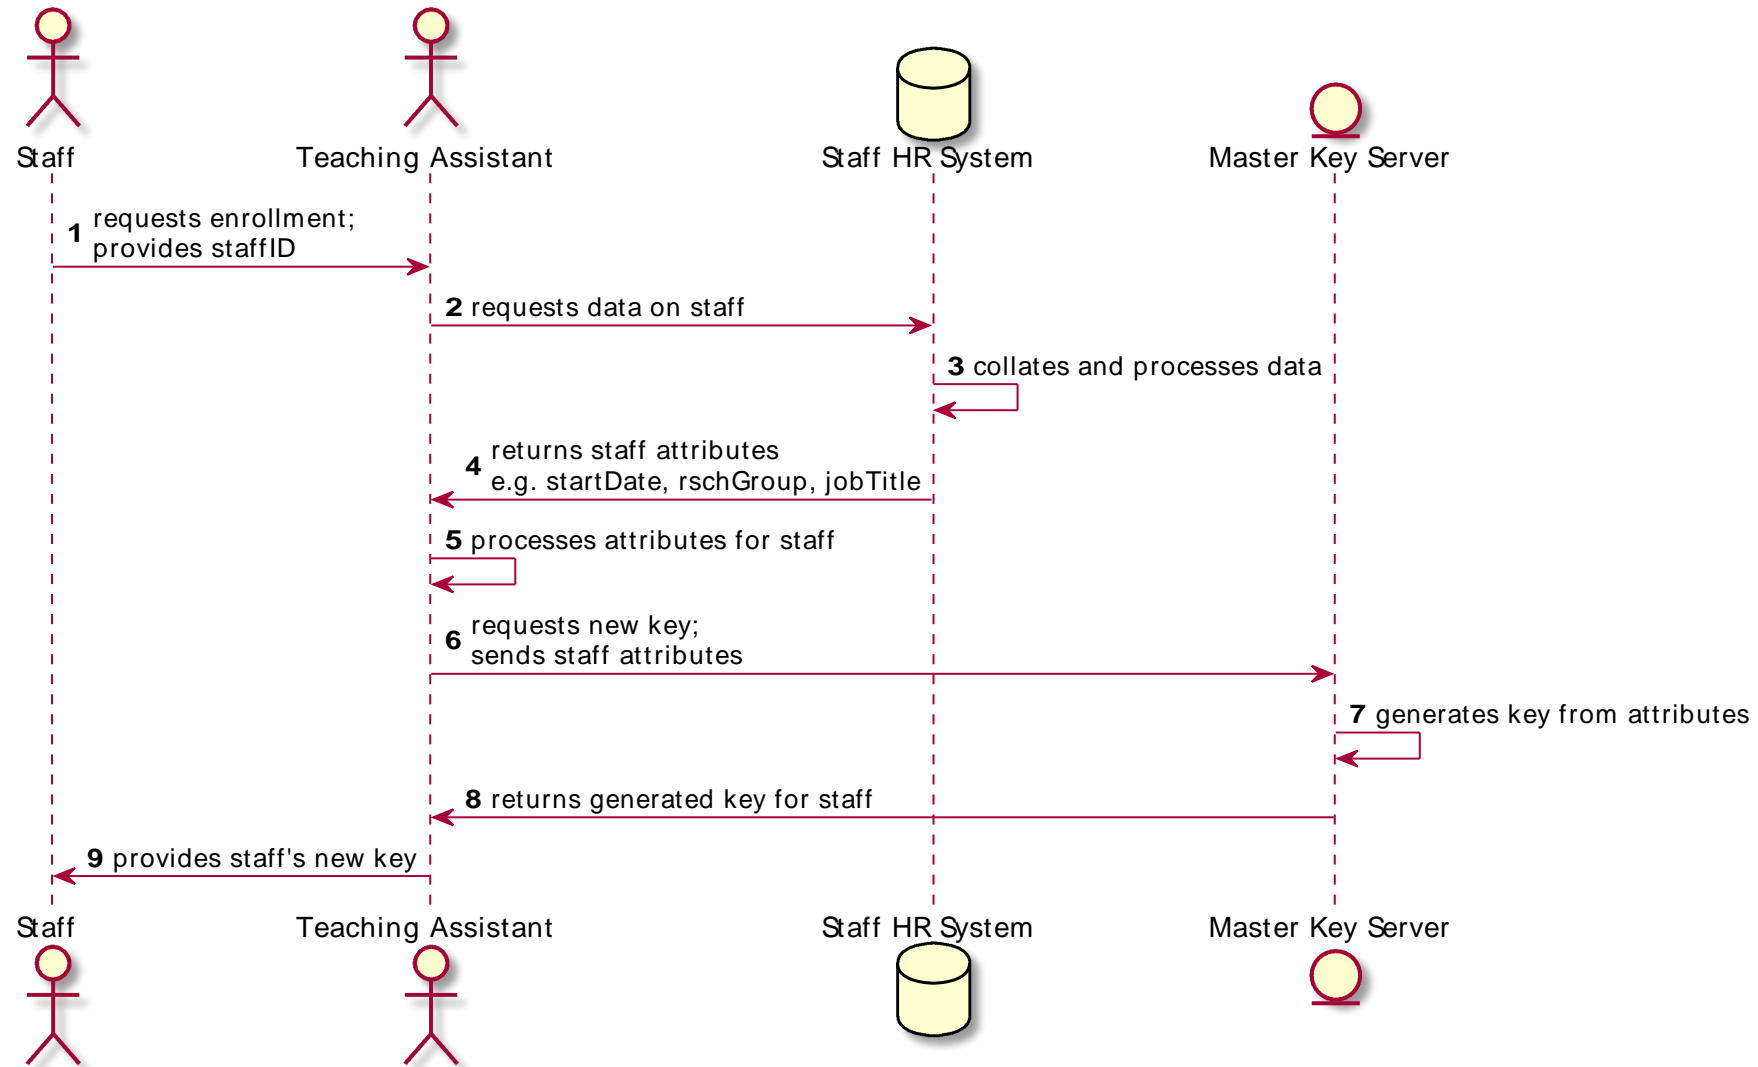 Staff
Teaching Assistant
Staff HR System
Master Key Server
1 requests enrollment;
provides staffID
2 requests data on staff
3 collates and processes data
4 returns staff attributes
e.g. startDate, rschGroup, jobTitle
5 processes attributes for staff
6 requests new key;
sends staff attributes
7 generates key from attributes
8 returns generated key for staff
9 provides staff's new key
Staff
Teaching Assistant
Staff HR System
Master Key Server